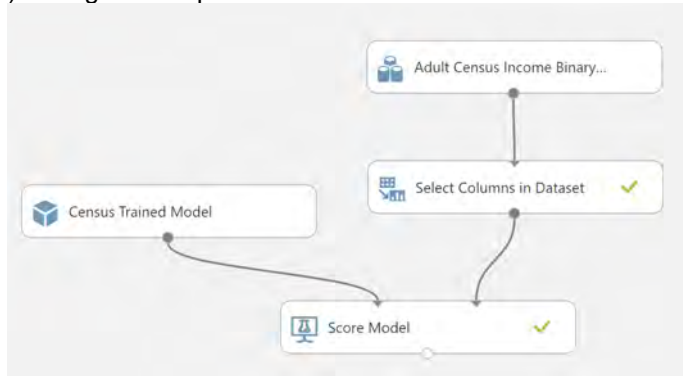 Adult Census Income Binary...
Select Columns in Dataset
Census Trained Model
Score Model